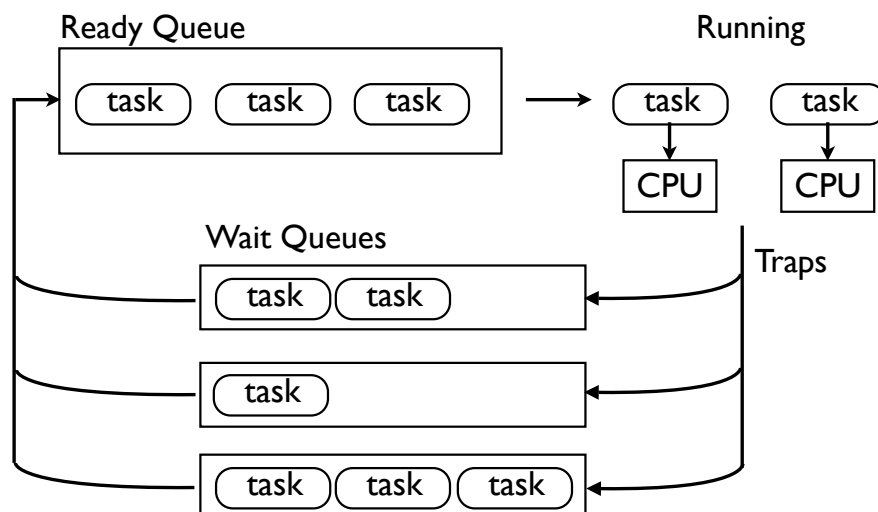 Ready Queue Running
task task task task task
CPU CPU
Wait Queues
Traps
task task
task
task task task